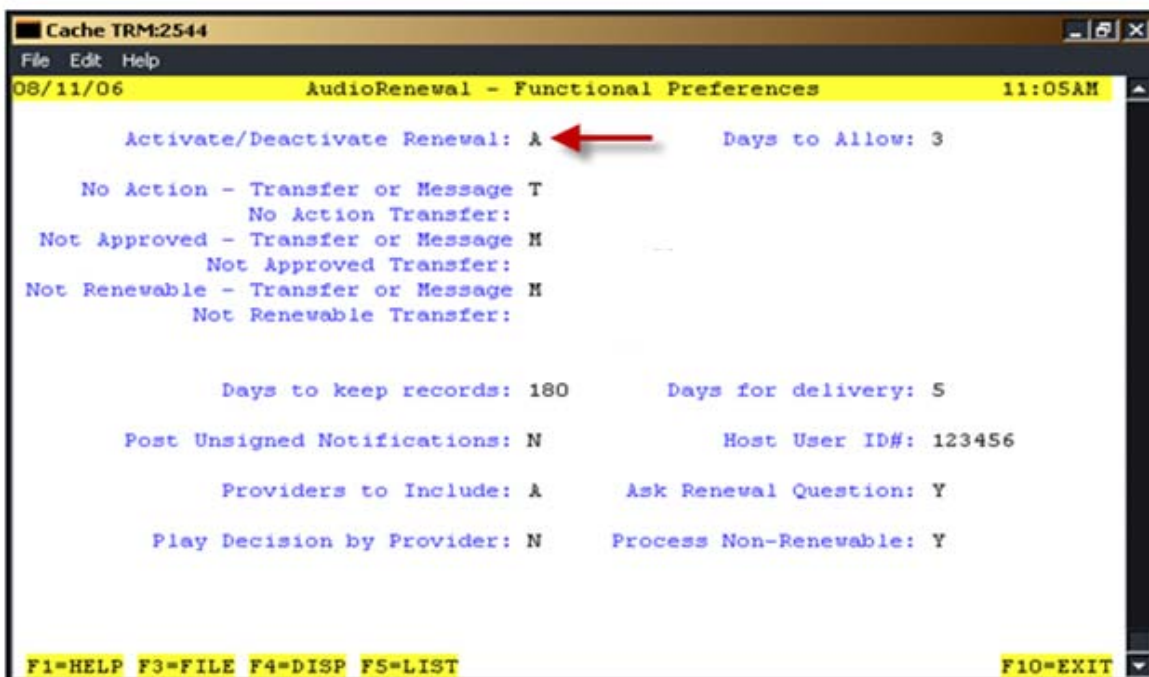 Cache TRM:2544
File Edit Help
08/11/06 AudioRenewal - Functional Preferences 11:05AM
Activate/Deactivate Renewal: A Days to Allow: 3
No Action - Transfer or Message T
No Action Transfer:
Not Approved - Transfer or Message M
Not Approved Transfer:
Not Renewable - Transfer or Message M
Not Renewable Transfer:
Days to keep records: 180 Days for delivery: 5
Post Unsigned Notifications: N Host User ID#: 123456
Providers to Include: A Ask Renewal Question: Y
Play Decision by Provider: N Process Non-Renewable: Y
F1=HELP F3=FILE F4=DISP F5=LIST F10=EXIT